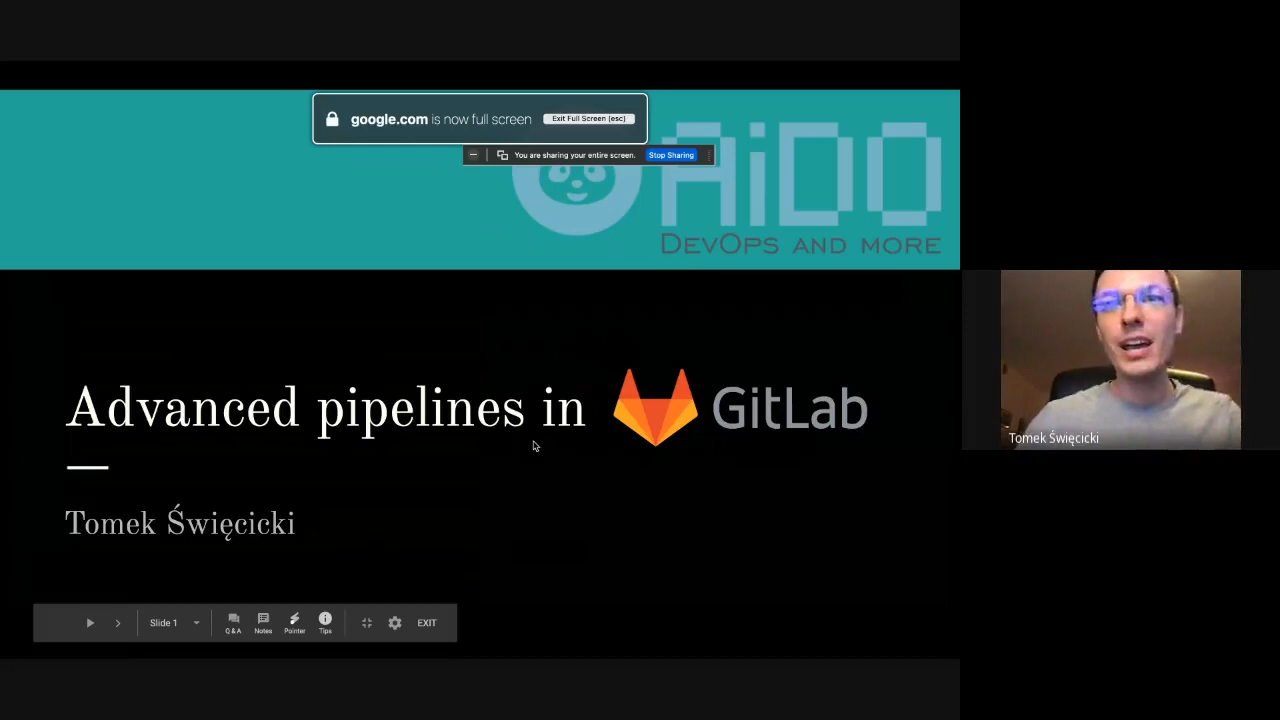 google.com is now full screen
Exit Full Screen (esc)
You are sharing your entire screen.
Stop Sharing
AiDO
DevOps and more
Advanced pipelines in GitLab
Tomek Święcicki
Tomek Święcicki
Slide 1
Q & A
Notes
Pointer
Tips
EXIT